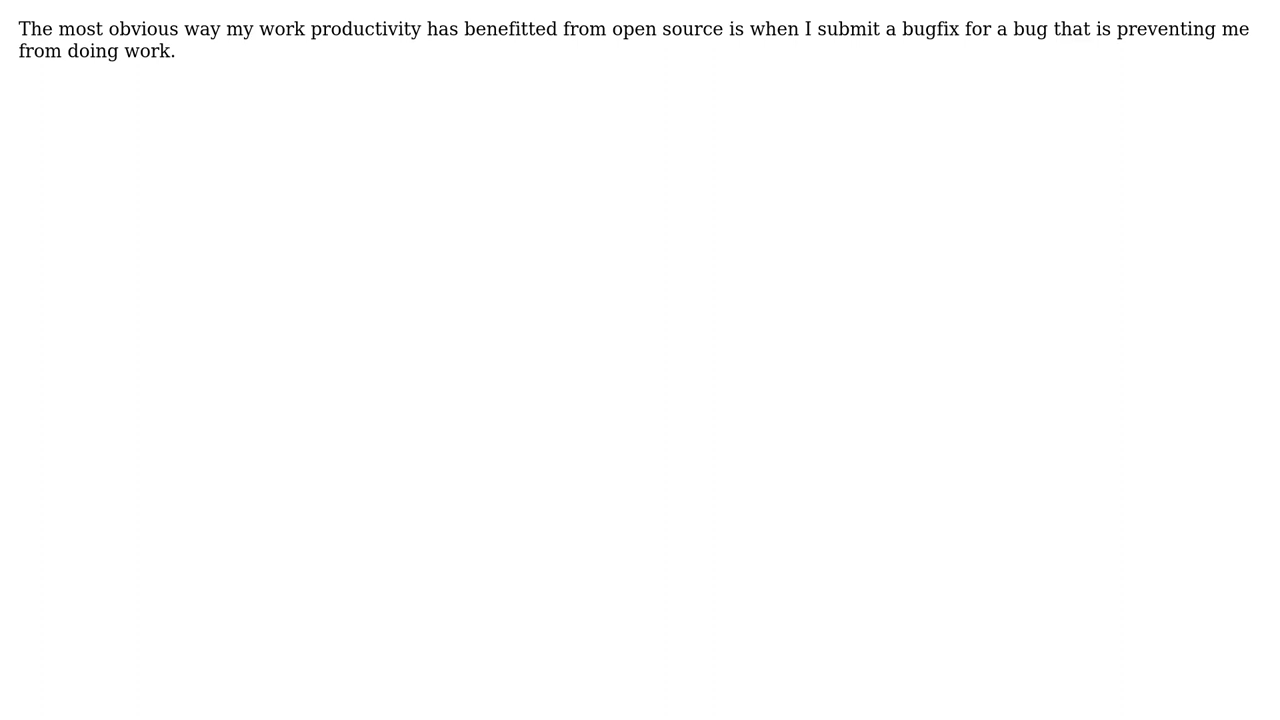 The most obvious way my work productivity has benefitted from open source is when I submit a bugfix for a bug that is preventing me
from doing work.